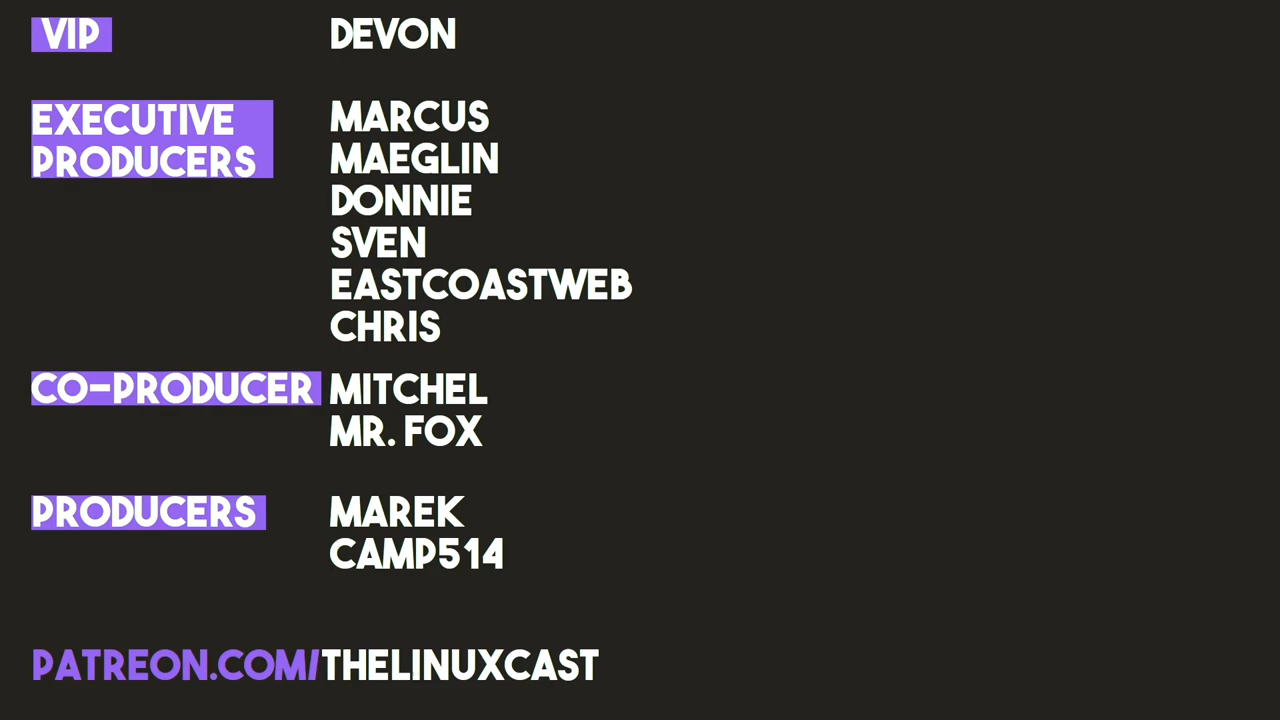 VIP DEVON
EXECUTIVE MARCUS
PRODUCERS MAEGLIN
DONNIE
SVEN
EASTCOASTWEB
CHRIS
CO-PRODUCER MITCHEL
MR. FOX
PRODUCERS MAREK
CAMP514
PATREON.COM/THELINUXCAST